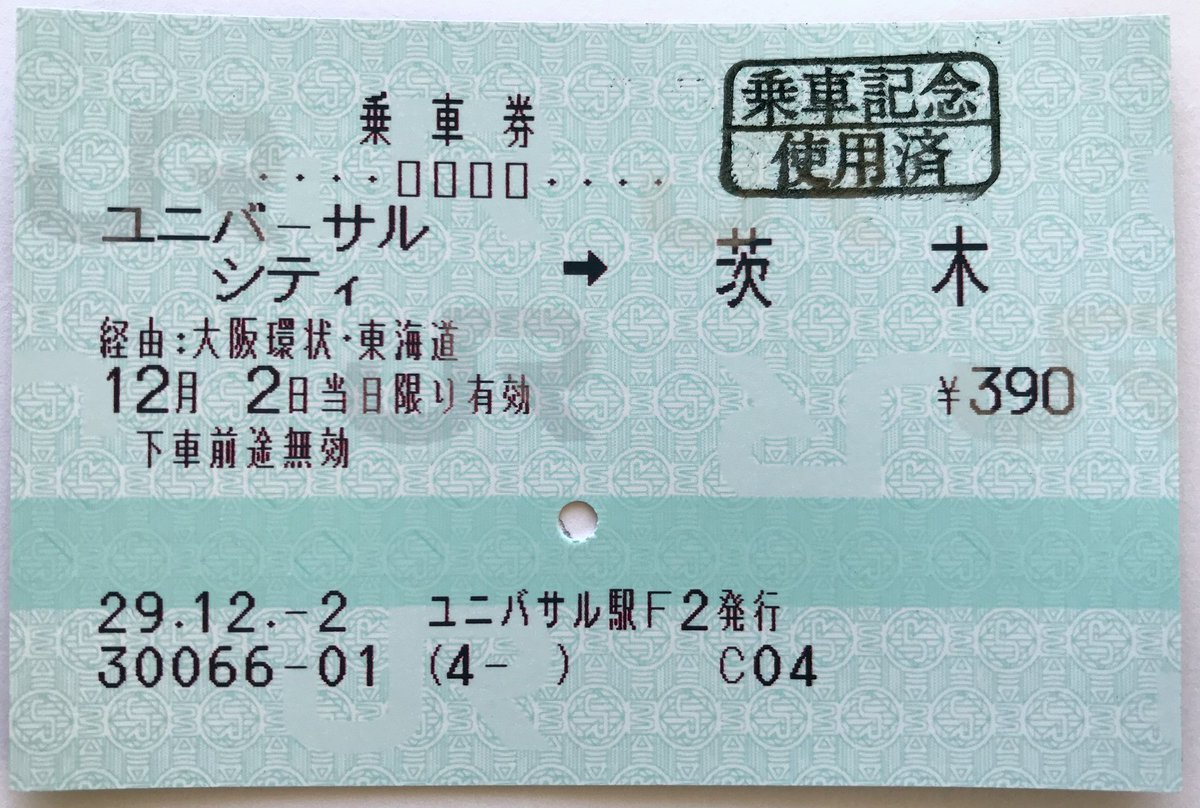 乗車券
乗車記念
使用済
・・・・▯▯▯▯・・・・
ユニバーサル
シティ
➡
茨木
経由:大阪環状・東海道
12月 2日当日限り有効
¥390
下車前途無効
29.12.-2 ユニバサル駅F2発行
30066-01 (4- ) C04